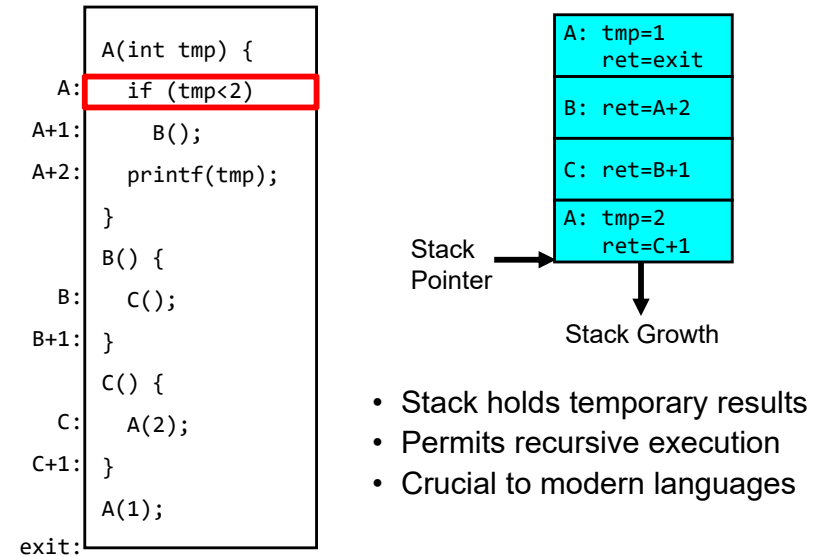 A(int tmp) {
A: if (tmp<2)
A+1: B();
A+2: printf(tmp);
}
B() {
B: C();
B+1: }
C() {
C: A(2);
C+1: }
A(1);
exit:
A: tmp=1
ret=exit
B: ret=A+2
C: ret=B+1
A: tmp=2
ret=C+1
Stack
Pointer
Stack Growth
• Stack holds temporary results
• Permits recursive execution
• Crucial to modern languages